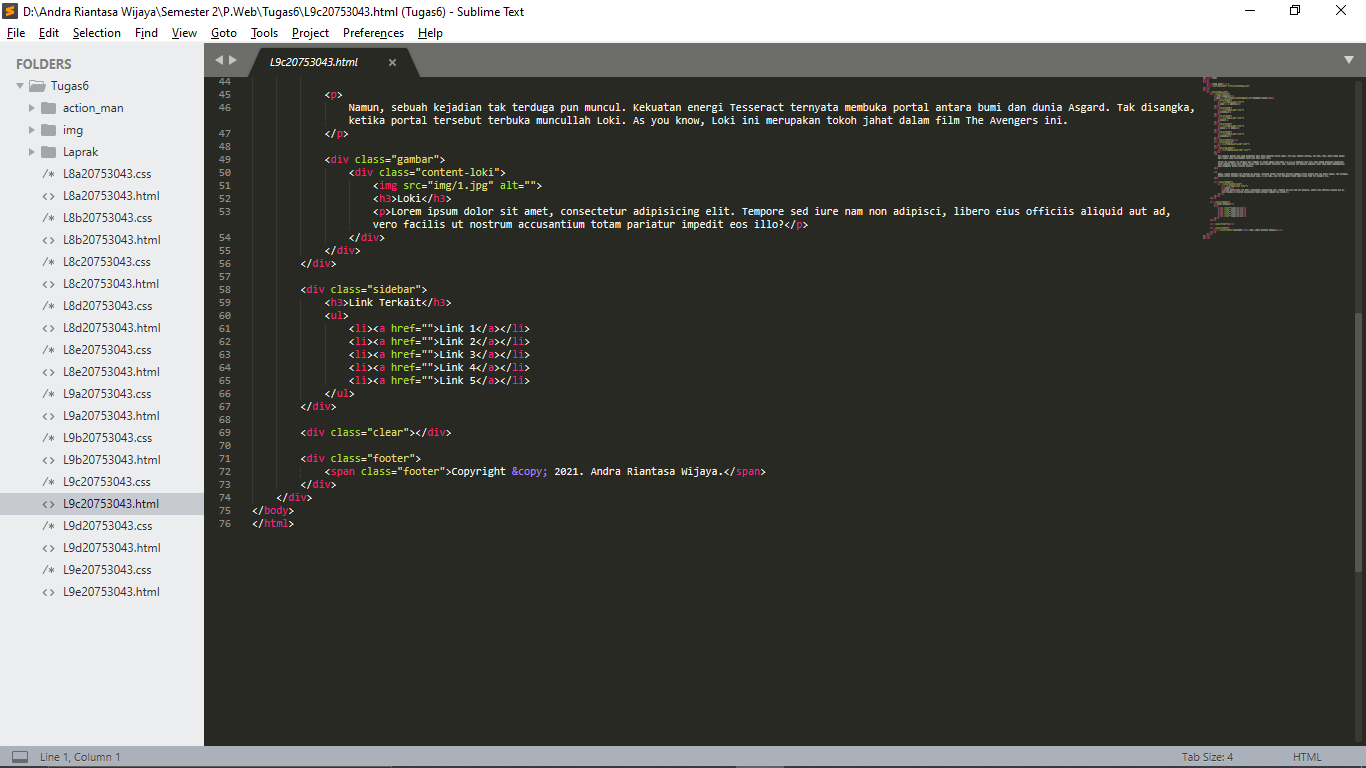 D:\Andra Riantasa Wijaya\Semester 2\P.Web\Tugas6\L9c20753043.html (Tugas6) - Sublime Text
File Edit Selection Find View Goto Tools Project Preferences Help
FOLDERS
Tugas6
action_man
img
Laprak
/* L8a20753043.css
<> L8a20753043.html
/* L8b20753043.css
<> L8b20753043.html
/* L8c20753043.css
<> L8c20753043.html
/* L8d20753043.css
<> L8d20753043.html
/* L8e20753043.css
<> L8e20753043.html
/* L9a20753043.css
<> L9a20753043.html
/* L9b20753043.css
<> L9b20753043.html
/* L9c20753043.css
<> L9c20753043.html
/* L9d20753043.css
<> L9d20753043.html
/* L9e20753043.css
<> L9e20753043.html
L9c20753043.html ×
44
45 <p>
46 Namun, sebuah kejadian tak terduga pun muncul. Kekuatan energi Tesseract ternyata membuka portal antara bumi dan dunia Asgard. Tak disangka,
ketika portal tersebut terbuka muncullah Loki. As you know, Loki ini merupakan tokoh jahat dalam film The Avengers ini.
47 </p>
48
49 <div class="gambar">
50 <div class="content-loki">
51 <img src="img/1.jpg" alt="">
52 <h3>Loki</h3>
53 <p>Lorem ipsum dolor sit amet, consectetur adipisicing elit. Tempore sed iure nam non adipisci, libero eius officiis aliquid aut ad,
vero facilis ut nostrum accusantium totam pariatur impedit eos illo?</p>
54 </div>
55 </div>
56 </div>
57
58 <div class="sidebar">
59 <h3>Link Terkait</h3>
60 <ul>
61 <li><a href="">Link 1</a></li>
62 <li><a href="">Link 2</a></li>
63 <li><a href="">Link 3</a></li>
64 <li><a href="">Link 4</a></li>
65 <li><a href="">Link 5</a></li>
66 </ul>
67 </div>
68
69 <div class="clear"></div>
70
71 <div class="footer">
72 <span class="footer">Copyright &copy; 2021. Andra Riantasa Wijaya.</span>
73 </div>
74 </div>
75 </body>
76 </html>
Line 1, Column 1
Tab Size: 4
HTML